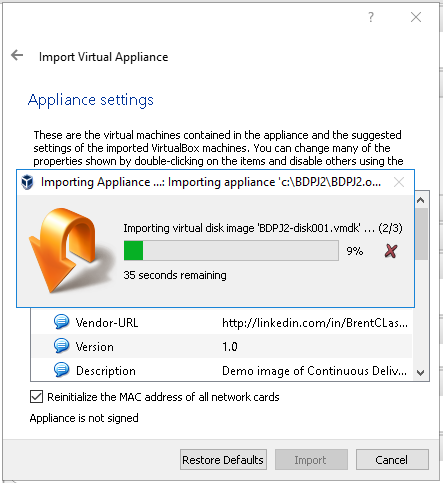 ?
Import Virtual Appliance
Appliance settings
These are the virtual machines contained in the appliance and the suggested
settings of the imported VirtualBox machines. You can change many of the
properties shown by double-clicking on the items and disable others using the
Importing Appliance ...: Importing appliance 'c:\BDPJ2\BDPJ2.o...
Importing virtual disk image 'BDPJ2-disk001.vmdk' ... (2/3)
9%
35 seconds remaining
Vendor-URL http://linkedin.com/in/BrentCLas...
Version 1.0
Description Demo image of Continuous Deliv...
Reinitialize the MAC address of all network cards
Appliance is not signed
Restore Defaults Import Cancel